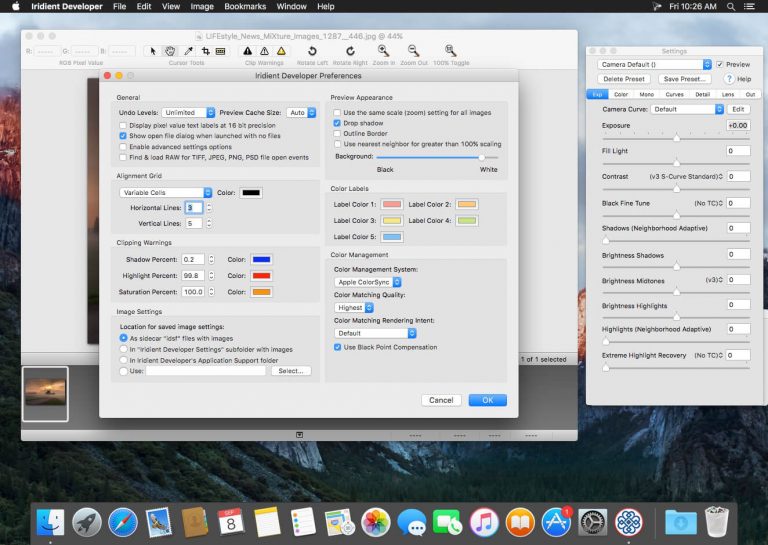 Iridient Developer File Edit View Image Bookmarks Window Help Fri 10:26 AM
LIFEstyle_News_MiXture_Images_1287__446.jpg @ 44%
R: ----- G: ----- B: -----
RGB Pixel Value Cursor Tools Clip Warnings Rotate Left Rotate Right Zoom In Zoom Out 100% Toggle
Iridient Developer Preferences
General
Undo Levels: Unlimited Preview Cache Size: Auto
Display pixel value text labels at 16 bit precision
Show open file dialog when launched with no files
Enable advanced settings options
Find & load RAW for TIFF, JPEG, PNG, PSD file open events
Alignment Grid
Variable Cells Color:
Horizontal Lines: 3
Vertical Lines: 5
Clipping Warnings
Shadow Percent: 0.2 Color:
Highlight Percent: 99.8 Color:
Saturation Percent: 100.0 Color:
Image Settings
Location for saved image settings:
As sidecar "idsf" files with images
In "Iridient Developer Settings" subfolder with images
In Iridient Developer's Application Support folder
Use: Select...
Preview Appearance
Use the same scale (zoom) setting for all images
Drop shadow
Outline Border
Use nearest neighbor for greater than 100% scaling
Background:
Black White
Color Labels
Label Color 1: Label Color 2:
Label Color 3: Label Color 4:
Label Color 5:
Color Management
Color Management System:
Apple ColorSync
Color Matching Quality:
Highest
Color Matching Rendering Intent:
Default
Use Black Point Compensation
Cancel OK
1 of 1 selected
---- ---- ---- ----
Settings
Camera Default () Preview
Delete Preset Save Preset... ? Help
Exp Color Mono Curves Detail Lens Out
Camera Curve: Default Edit
Exposure +0.00
Fill Light 0
Contrast (v3 S-Curve Standard) 0
Black Fine Tune (No TC) 0
Shadows (Neighborhood Adaptive) 0
Brightness Shadows 0
Brightness Midtones (v3) 0
Brightness Highlights 0
Highlights (Neighborhood Adaptive) 0
Extreme Highlight Recovery (No TC) 0
SEP
8
1